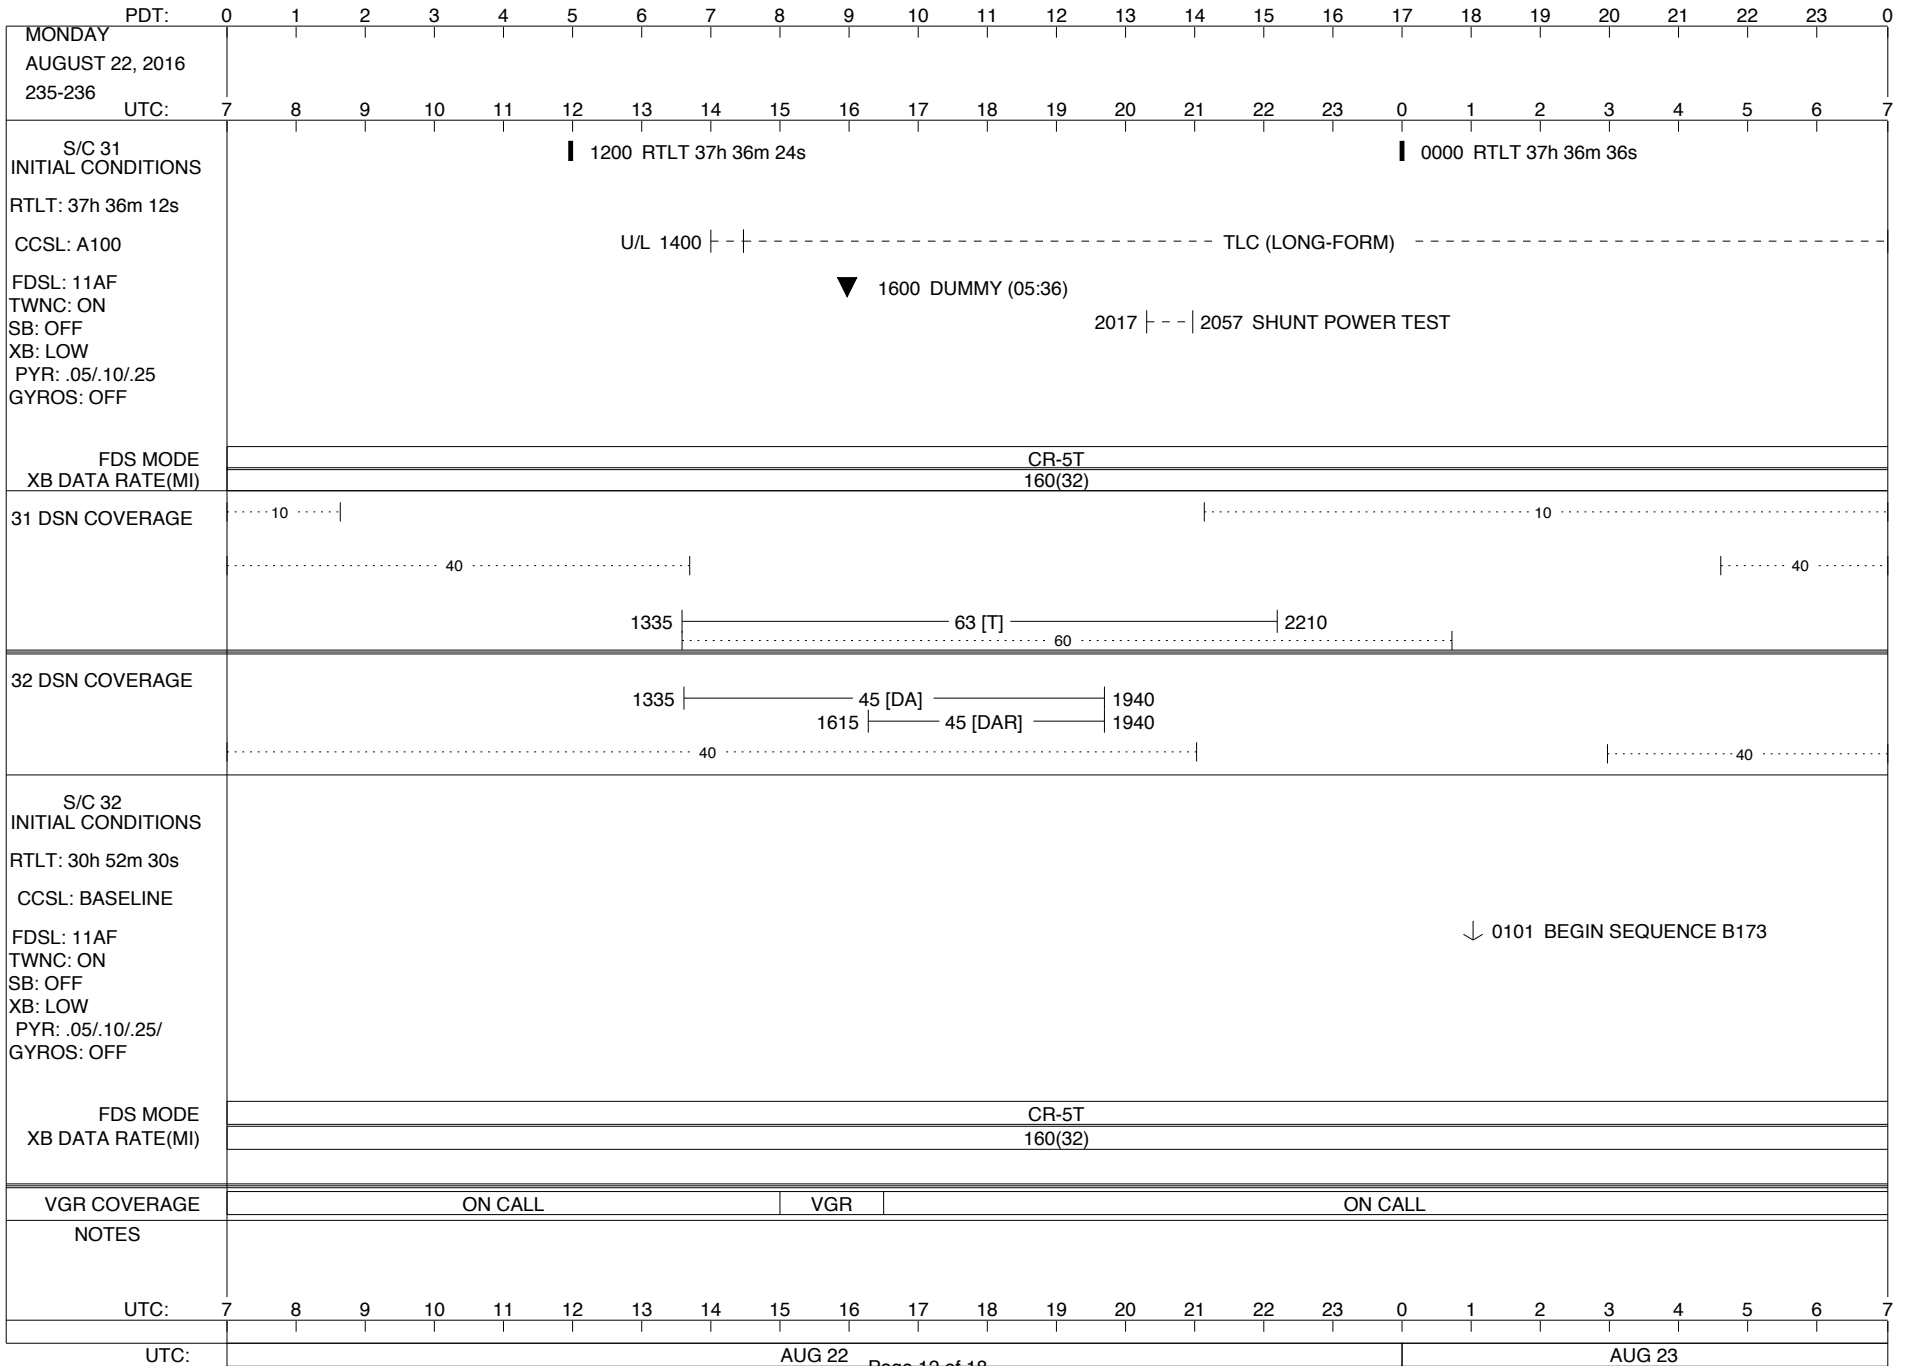 PDT: 0 1 2 3 4 5 6 7 8 9 10 11 12 13 14 15 16 17 18 19 20 21 22 23 0
MONDAY
AUGUST 22, 2016
235-236
UTC: 7 8 9 10 11 12 13 14 15 16 17 18 19 20 21 22 23 0 1 2 3 4 5 6 7
S/C 31
INITIAL CONDITIONS
1200 RTLT 37h 36m 24s
0000 RTLT 37h 36m 36s
RTLT: 37h 36m 12s
CCSL: A100
U/L 1400
TLC (LONG-FORM)
FDSL: 11AF
1600 DUMMY (05:36)
TWNC: ON
SB: OFF
2017
2057 SHUNT POWER TEST
XB: LOW
PYR: .05/.10/.25
GYROS: OFF
FDS MODE
CR-5T
XB DATA RATE(MI)
160(32)
31 DSN COVERAGE
10
10
40
40
1335
63 [T]
2210
60
32 DSN COVERAGE
1335
45 [DA]
1940
1615
45 [DAR]
1940
40
40
S/C 32
INITIAL CONDITIONS
RTLT: 30h 52m 30s
CCSL: BASELINE
0101 BEGIN SEQUENCE B173
FDSL: 11AF
TWNC: ON
SB: OFF
XB: LOW
PYR: .05/.10/.25/
GYROS: OFF
FDS MODE
CR-5T
XB DATA RATE(MI)
160(32)
VGR COVERAGE
ON CALL
VGR
ON CALL
NOTES
UTC: 7 8 9 10 11 12 13 14 15 16 17 18 19 20 21 22 23 0 1 2 3 4 5 6 7
UTC:
AUG 22
AUG 23
Page 12 of 18